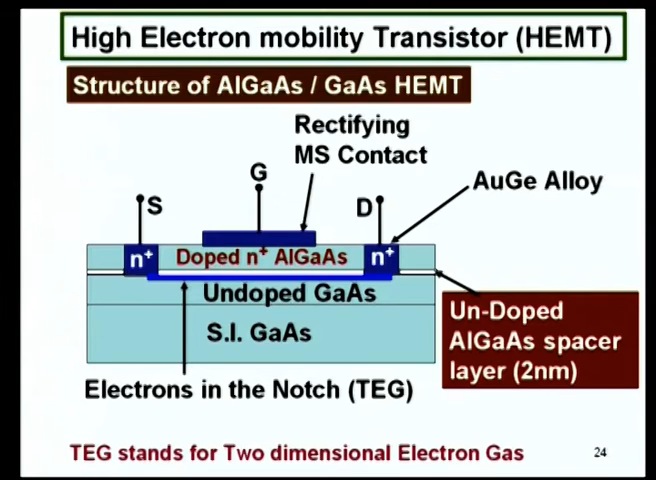 High Electron mobility Transistor (HEMT)
Structure of AlGaAs / GaAs HEMT
Rectifying
MS Contact
G
AuGe Alloy
S
D
n+
Doped n+ AlGaAs
n+
Undoped GaAs
Un-Doped
AlGaAs spacer
layer (2nm)
S.I. GaAs
Electrons in the Notch (TEG)
TEG stands for Two dimensional Electron Gas
24